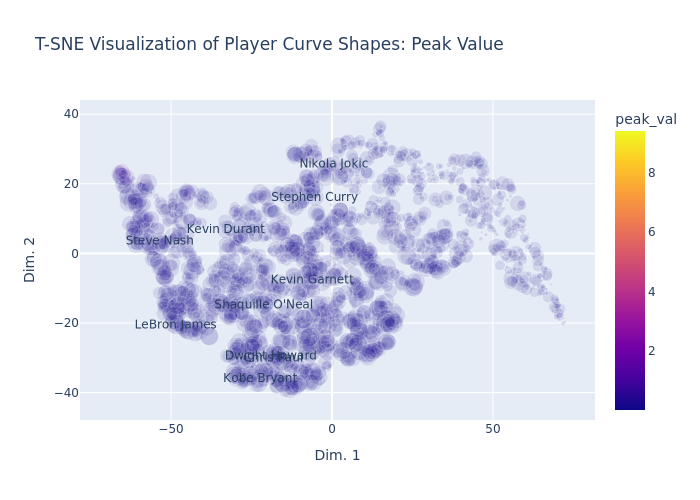 T-SNE Visualization of Player Curve Shapes: Peak Value
peak_val
40
20
0
−20
−40
−50
0
50
8
6
4
2
Nikola Jokic
Stephen Curry
Kevin Durant
Steve Nash
Kevin Garnett
Shaquille O'Neal
LeBron James
Dwight Howard
Chris Paul
Kobe Bryant
Dim. 1
Dim. 2